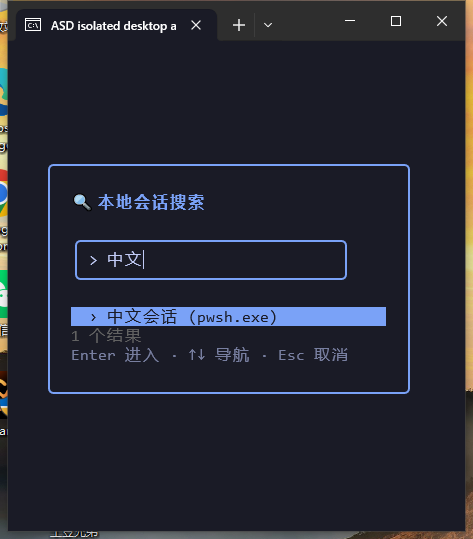 ASD isolated desktop a
本地会话搜索
> 中文
› 中文会话 (pwsh.exe)
1 个结果
Enter 进入 · ↑↓ 导航 · Esc 取消